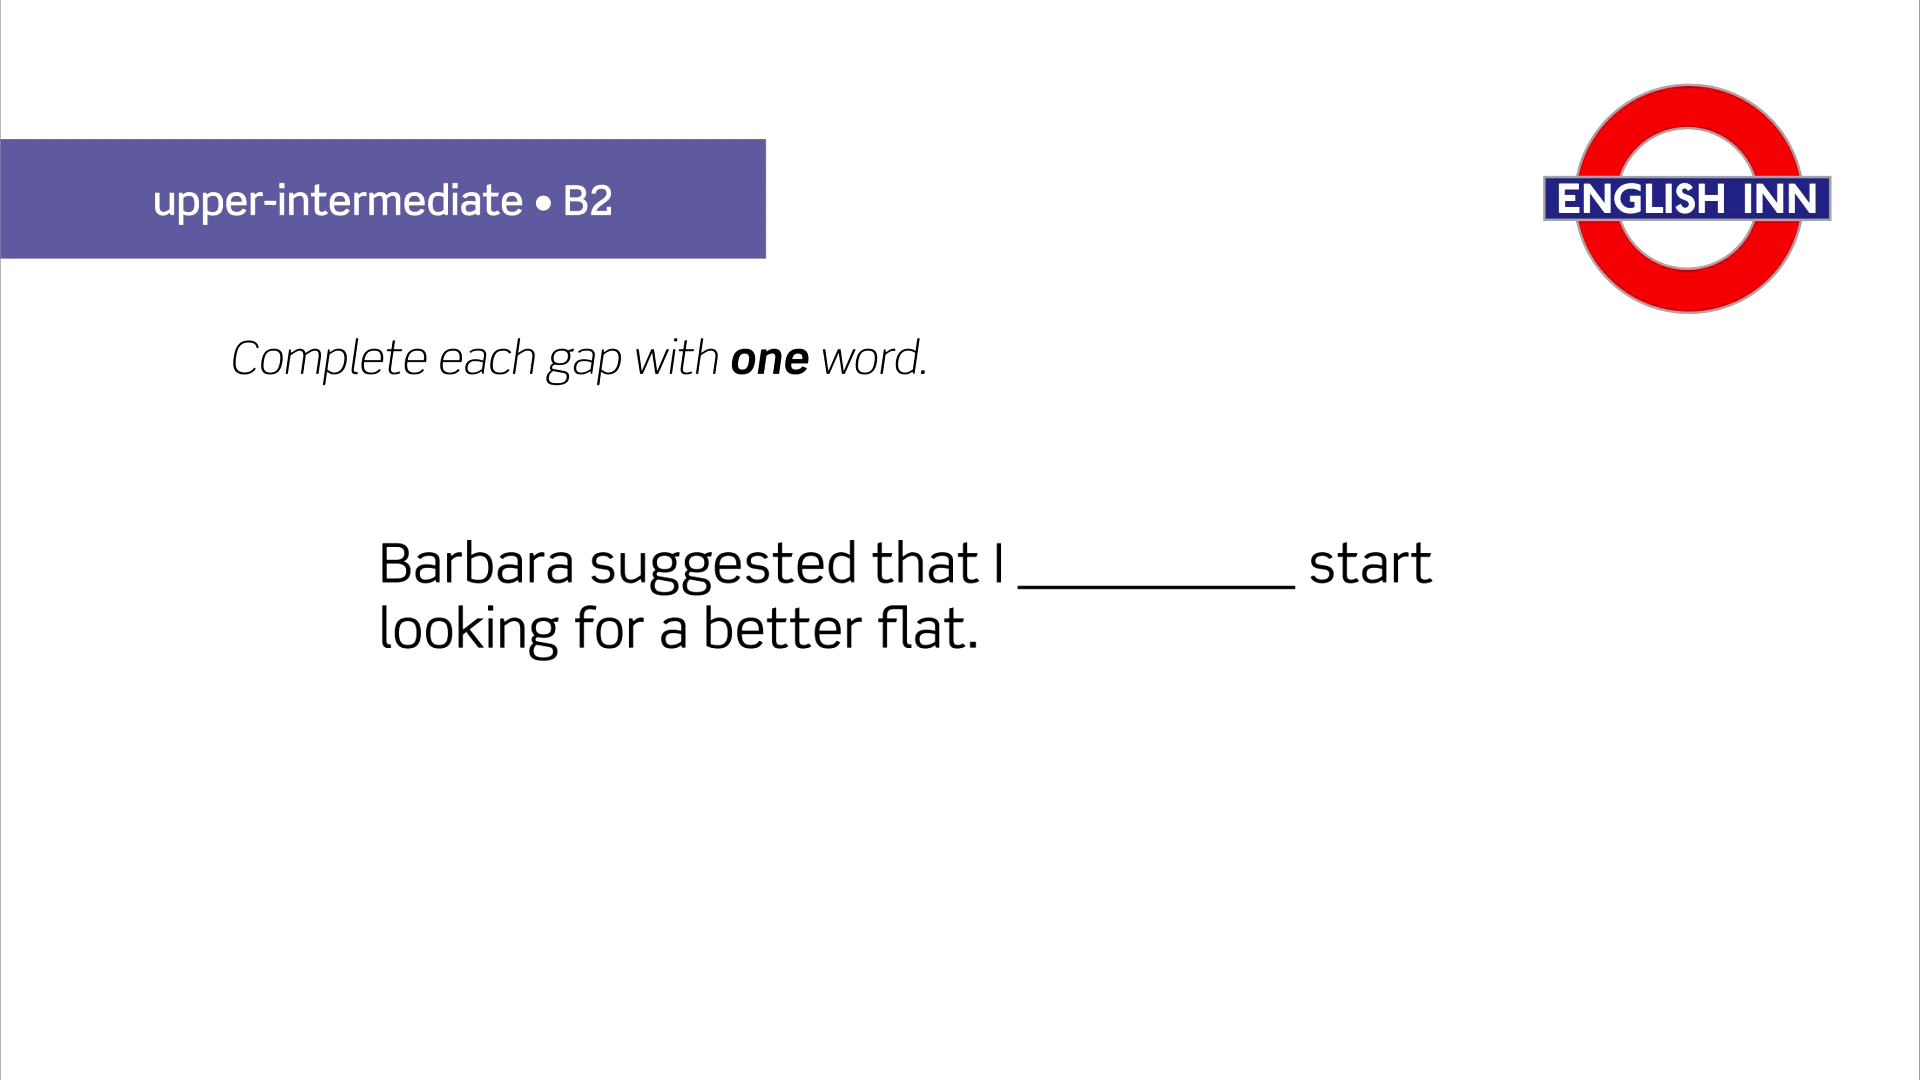 upper-intermediate • B2
ENGLISH INN
Complete each gap with one word.
Barbara suggested that I __________ start
looking for a better flat.